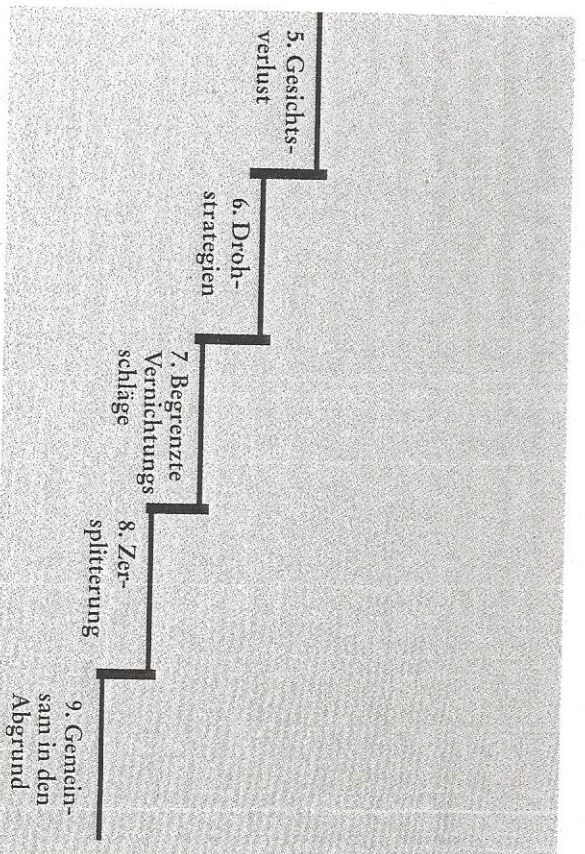 5. Gesichts-
verlust
6. Droh-
strategien
7. Begrenzte
Vernichtungs
schläge
8. Zer-
splitterung
9. Gemein-
sam in den
Abgrund